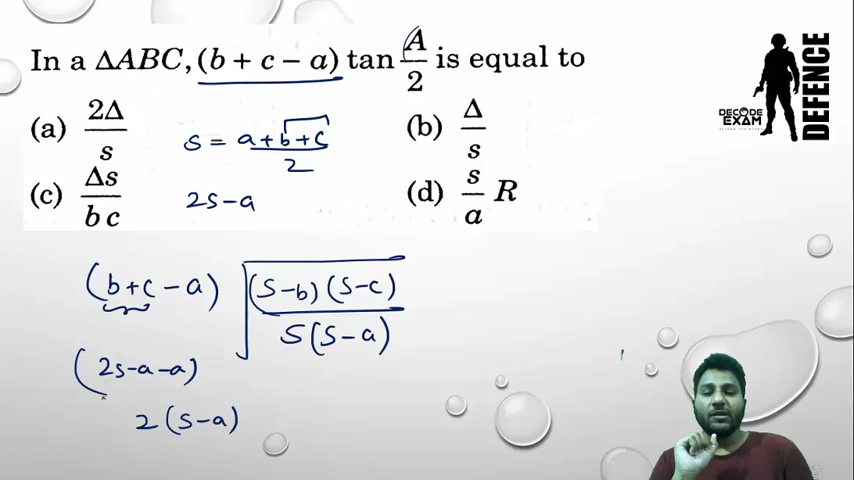 In a ΔABC, (b + c − a) tan A/2 is equal to
(a) 2Δ/s
(b) Δ/s
(c) Δs/bc
(d) s/a R
s = a+b+c/2
2s-a
(b+c-a) √(s-b)(s-c)/s(s-a)
(2s-a-a)
2(s-a)
DECODE EXAM
DEFENCE